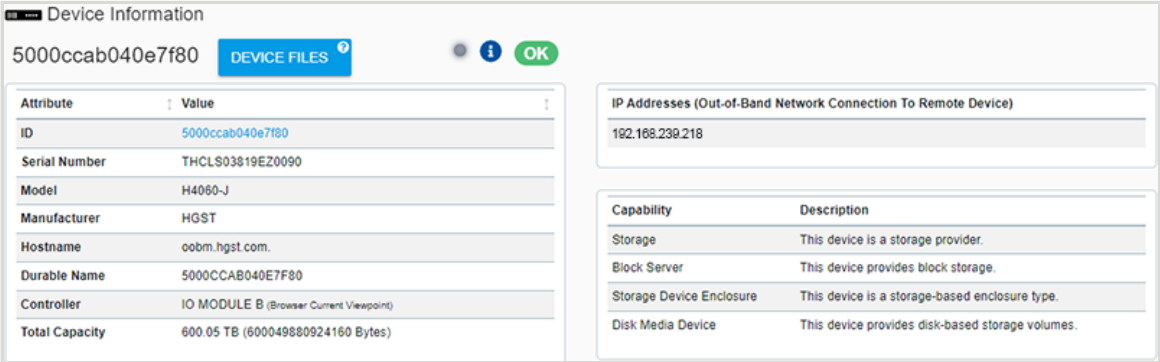 Device Information
5000ccab040e7f80 DEVICE FILES ? i OK
Attribute Value
ID 5000ccab040e7f80
Serial Number THCLS03819EZ0090
Model H4060-J
Manufacturer HGST
Hostname oobm.hgst.com.
Durable Name 5000CCAB040E7F80
Controller IO MODULE B (Browser Current Viewpoint)
Total Capacity 600.05 TB (600049880924160 Bytes)
IP Addresses (Out-of-Band Network Connection To Remote Device)
192.168.239.218
Capability Description
Storage This device is a storage provider.
Block Server This device provides block storage.
Storage Device Enclosure This device is a storage-based enclosure type.
Disk Media Device This device provides disk-based storage volumes.